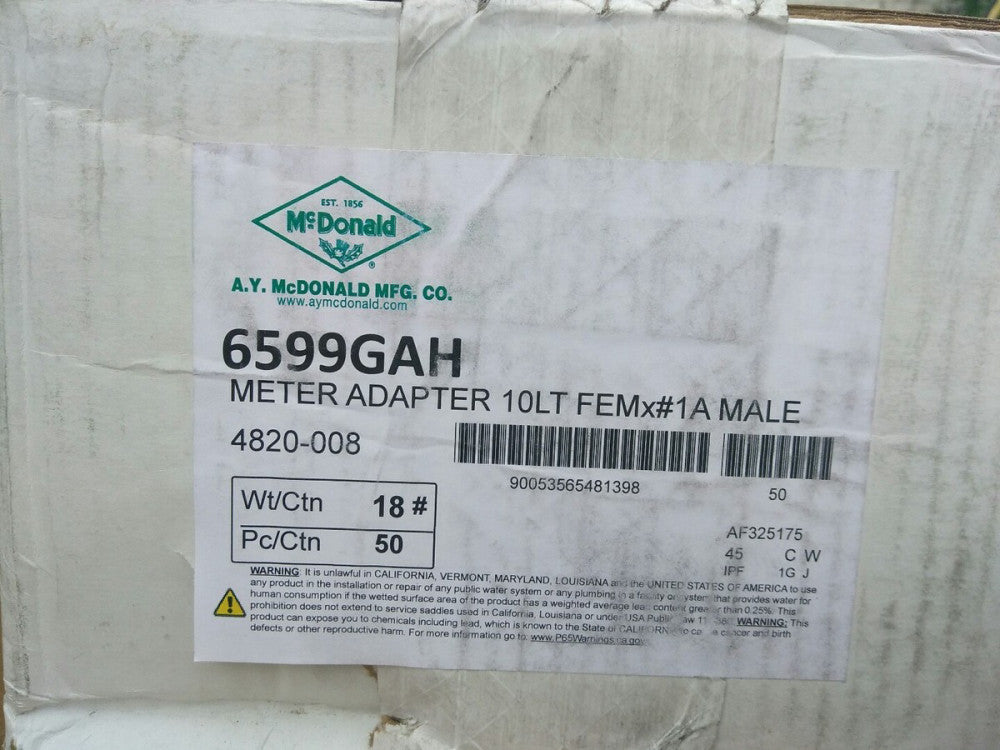 EST. 1856
McDonald
®
A.Y. McDONALD MFG. CO.
www.aymcdonald.com
6599GAH
METER ADAPTER 10LT FEMx#1A MALE
4820-008
90053565481398
50
Wt/Ctn 18 #
Pc/Ctn 50
AF325175
45 C W
IPF 1G J
WARNING: It is unlawful in CALIFORNIA, VERMONT, MARYLAND, LOUISIANA and the UNITED STATES OF AMERICA to use
any product in the installation or repair of any public water system or any plumbing in a facility or system that provides water for
human consumption if the wetted surface area of the product has a weighted average lead content greater than 0.25%. This
prohibition does not extend to service saddles used in California, Louisiana or under USA Public Law 11 WARNING: This
product can expose you to chemicals including lead, which is known to the State of CALIFORNIA to cause cancer and birth
defects or other reproductive harm. For more information go to: www.P65Warnings.ca.gov